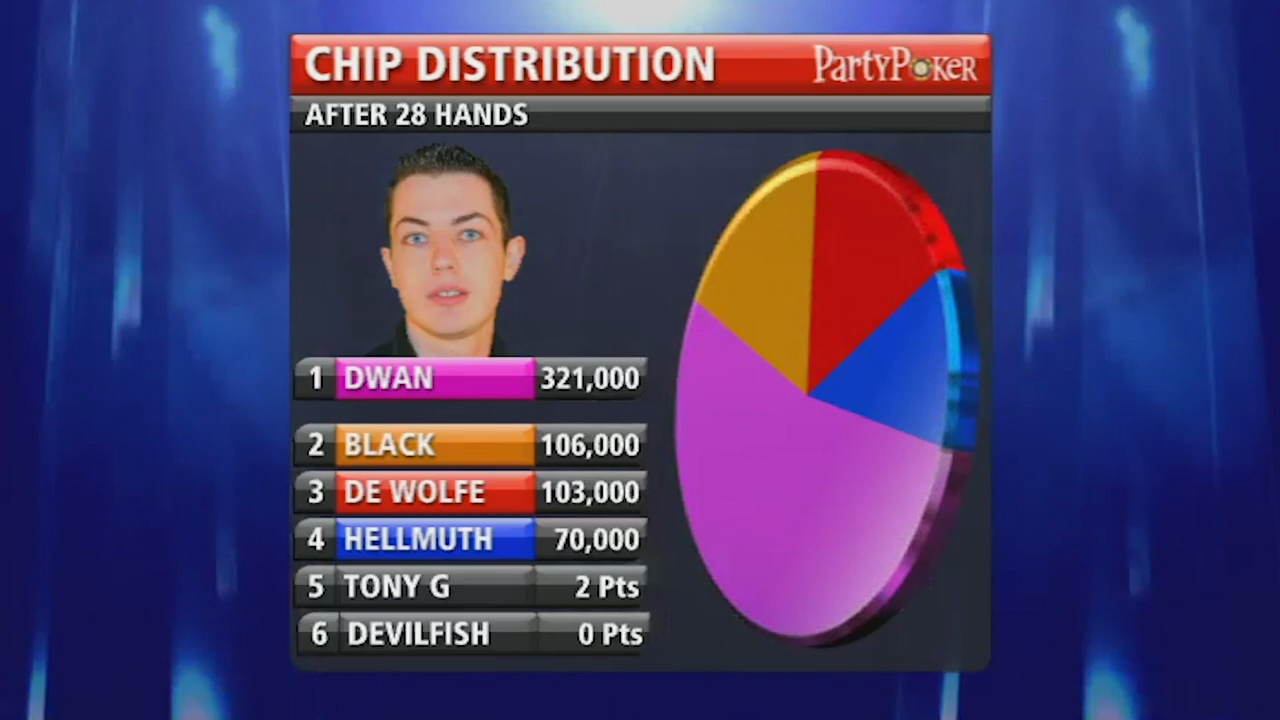 CHIP DISTRIBUTION PartyPoker
AFTER 28 HANDS
1 DWAN 321,000
2 BLACK 106,000
3 DE WOLFE 103,000
4 HELLMUTH 70,000
5 TONY G 2 Pts
6 DEVILFISH 0 Pts